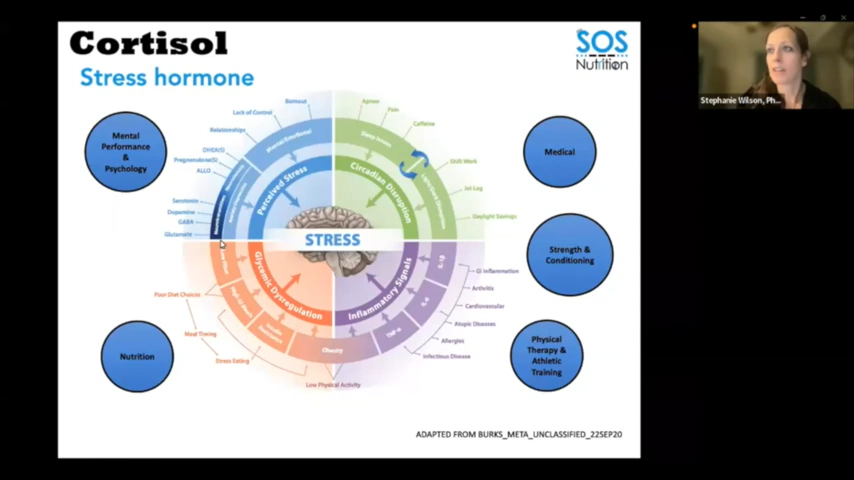 Cortisol
Stress hormone
SOS
Nutrition
Stephanie Wilson, Ph...
Mental
Performance
&
Psychology
Medical
Strength &
Conditioning
Physical
Therapy &
Athletic
Training
Nutrition
STRESS
Perceived Stress
Circadian Disruption
Glycemic Dysregulation
Inflammatory Signals
Mental/Emotional
Burnout
Lack of Control
Relationships
DHEA(S)
Pregnenolone(S)
ALLO
Serotonin
Dopamine
GABA
Glutamate
Apnea
Pain
Caffeine
Shift Work
Jet Lag
Daylight Savings
GI Inflammation
Arthritis
Cardiovascular
Atopic Diseases
Allergies
Infectious Disease
IL-1β
IL-6
TNF-α
Obesity
Insulin
Resistance
Poor Diet Choices
Meal Timing
Stress Eating
Low Physical Activity
ADAPTED FROM BURKS_META_UNCLASSIFIED_22SEP20